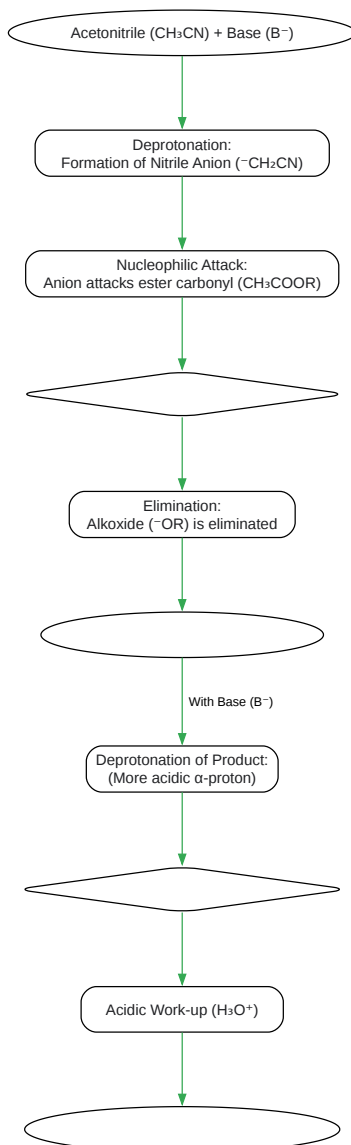 Acetonitrile (CH₃CN) + Base (B⁻)
Deprotonation:
Formation of Nitrile Anion (⁻CH₂CN)
Nucleophilic Attack:
Anion attacks ester carbonyl (CH₃COOR)
Elimination:
Alkoxide (⁻OR) is eliminated
With Base (B⁻)
Deprotonation of Product:
(More acidic α-proton)
Acidic Work-up (H₃O⁺)